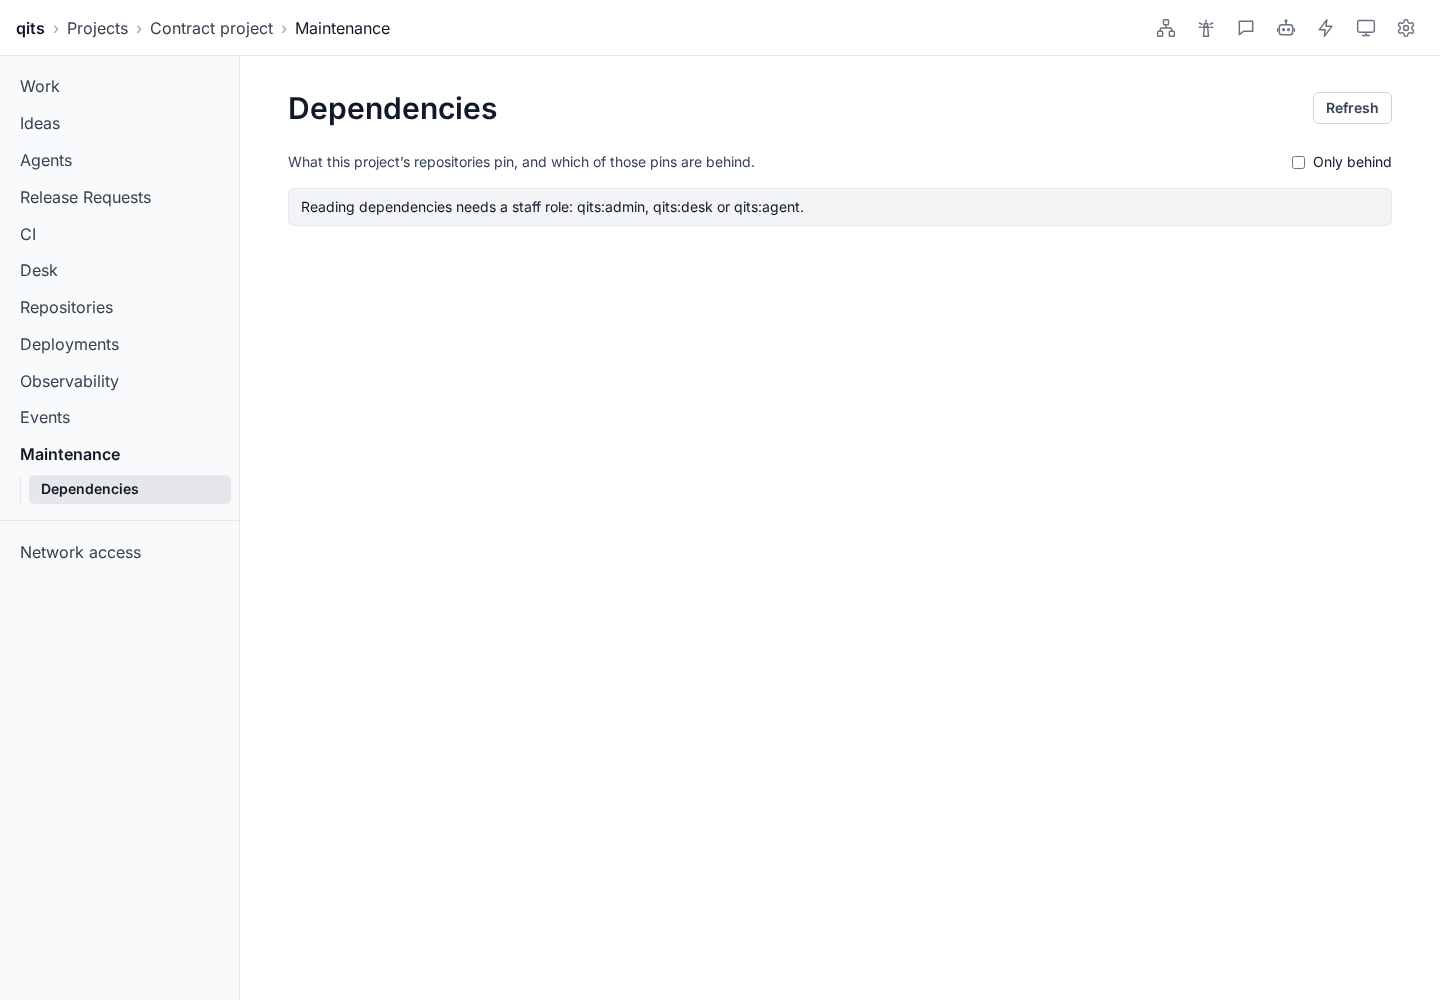 qits › Projects › Contract project › Maintenance
Work
Ideas
Agents
Release Requests
CI
Desk
Repositories
Deployments
Observability
Events
Maintenance
Dependencies
Network access
Dependencies
Refresh
What this project’s repositories pin, and which of those pins are behind.
Only behind
Reading dependencies needs a staff role: qits:admin, qits:desk or qits:agent.